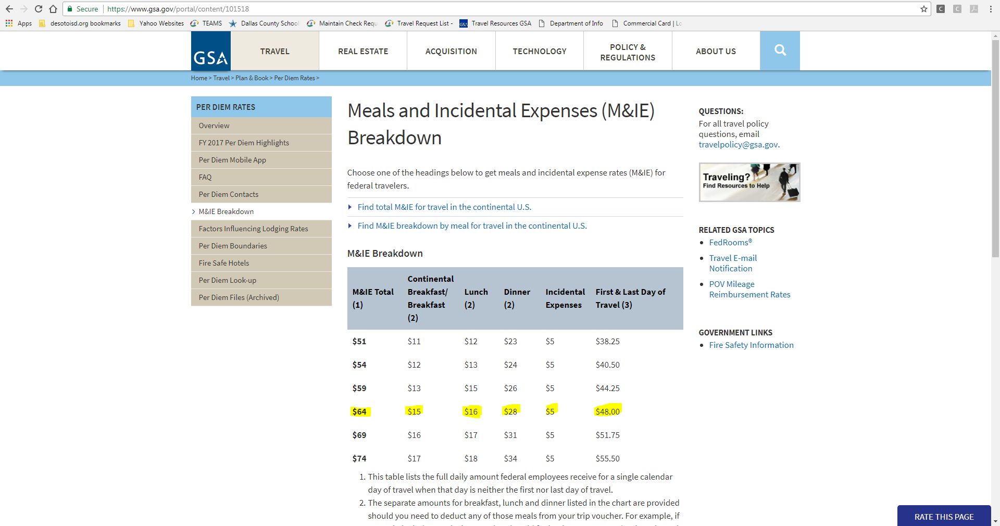 Secure https://www.gsa.gov/portal/content/101518
Apps desotoisd.org bookmarks Yahoo Websites TEAMS Dallas County School Maintain Check Requ Travel Request List - GSA Travel Resources GSA Department of Info Commercial Card | Lo
GSA TRAVEL REAL ESTATE ACQUISITION TECHNOLOGY POLICY &
REGULATIONS ABOUT US
Home > Travel > Plan & Book > Per Diem Rates >
PER DIEM RATES
Overview
FY 2017 Per Diem Highlights
Per Diem Mobile App
FAQ
Per Diem Contacts
M&IE Breakdown
Factors Influencing Lodging Rates
Per Diem Boundaries
Fire Safe Hotels
Per Diem Look-up
Per Diem Files (Archived)
Meals and Incidental Expenses (M&IE)
Breakdown
Choose one of the headings below to get meals and incidental expense rates (M&IE) for
federal travelers.
Find total M&IE for travel in the continental U.S.
Find M&IE breakdown by meal for travel in the continental U.S.
M&IE Breakdown
M&IE Total
(1)
Continental
Breakfast/
Breakfast
(2)
Lunch
(2)
Dinner
(2)
Incidental
Expenses
First & Last Day of
Travel (3)
$51 $11 $12 $23 $5 $38.25
$54 $12 $13 $24 $5 $40.50
$59 $13 $15 $26 $5 $44.25
$64 $15 $16 $28 $5 $48.00
$69 $16 $17 $31 $5 $51.75
$74 $17 $18 $34 $5 $55.50
1. This table lists the full daily amount federal employees receive for a single calendar
day of travel when that day is neither the first nor last day of travel.
2. The separate amounts for breakfast, lunch and dinner listed in the chart are provided
should you need to deduct any of those meals from your trip voucher. For example, if
QUESTIONS:
For all travel policy
questions, email
travelpolicy@gsa.gov.
Traveling?
Find Resources to Help
RELATED GSA TOPICS
FedRooms®
Travel E-mail
Notification
POV Mileage
Reimbursement Rates
GOVERNMENT LINKS
Fire Safety Information
RATE THIS PAGE